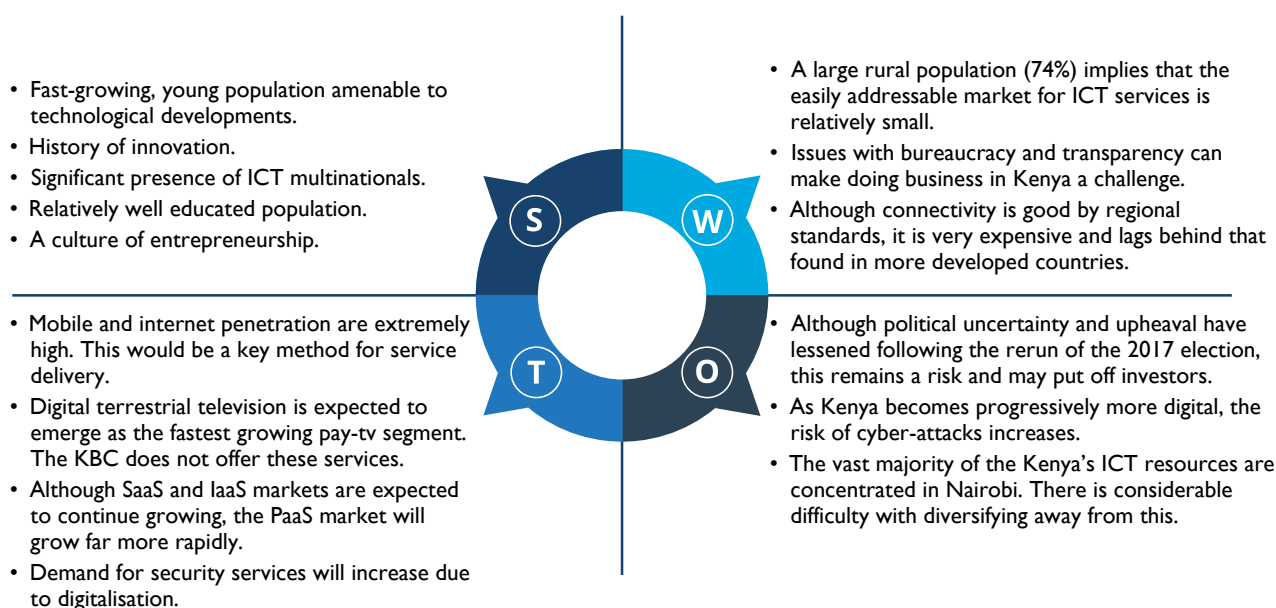 • Fast-growing, young population amenable to
technological developments.
• History of innovation.
• Significant presence of ICT multinationals.
• Relatively well educated population.
• A culture of entrepreneurship.
• A large rural population (74%) implies that the
easily addressable market for ICT services is
relatively small.
• Issues with bureaucracy and transparency can
make doing business in Kenya a challenge.
• Although connectivity is good by regional
standards, it is very expensive and lags behind that
found in more developed countries.
S
W
T
O
• Mobile and internet penetration are extremely
high. This would be a key method for service
delivery.
• Digital terrestrial television is expected to
emerge as the fastest growing pay-tv segment.
The KBC does not offer these services.
• Although SaaS and IaaS markets are expected
to continue growing, the PaaS market will
grow far more rapidly.
• Demand for security services will increase due
to digitalisation.
• Although political uncertainty and upheaval have
lessened following the rerun of the 2017 election,
this remains a risk and may put off investors.
• As Kenya becomes progressively more digital, the
risk of cyber-attacks increases.
• The vast majority of the Kenya’s ICT resources are
concentrated in Nairobi. There is considerable
difficulty with diversifying away from this.